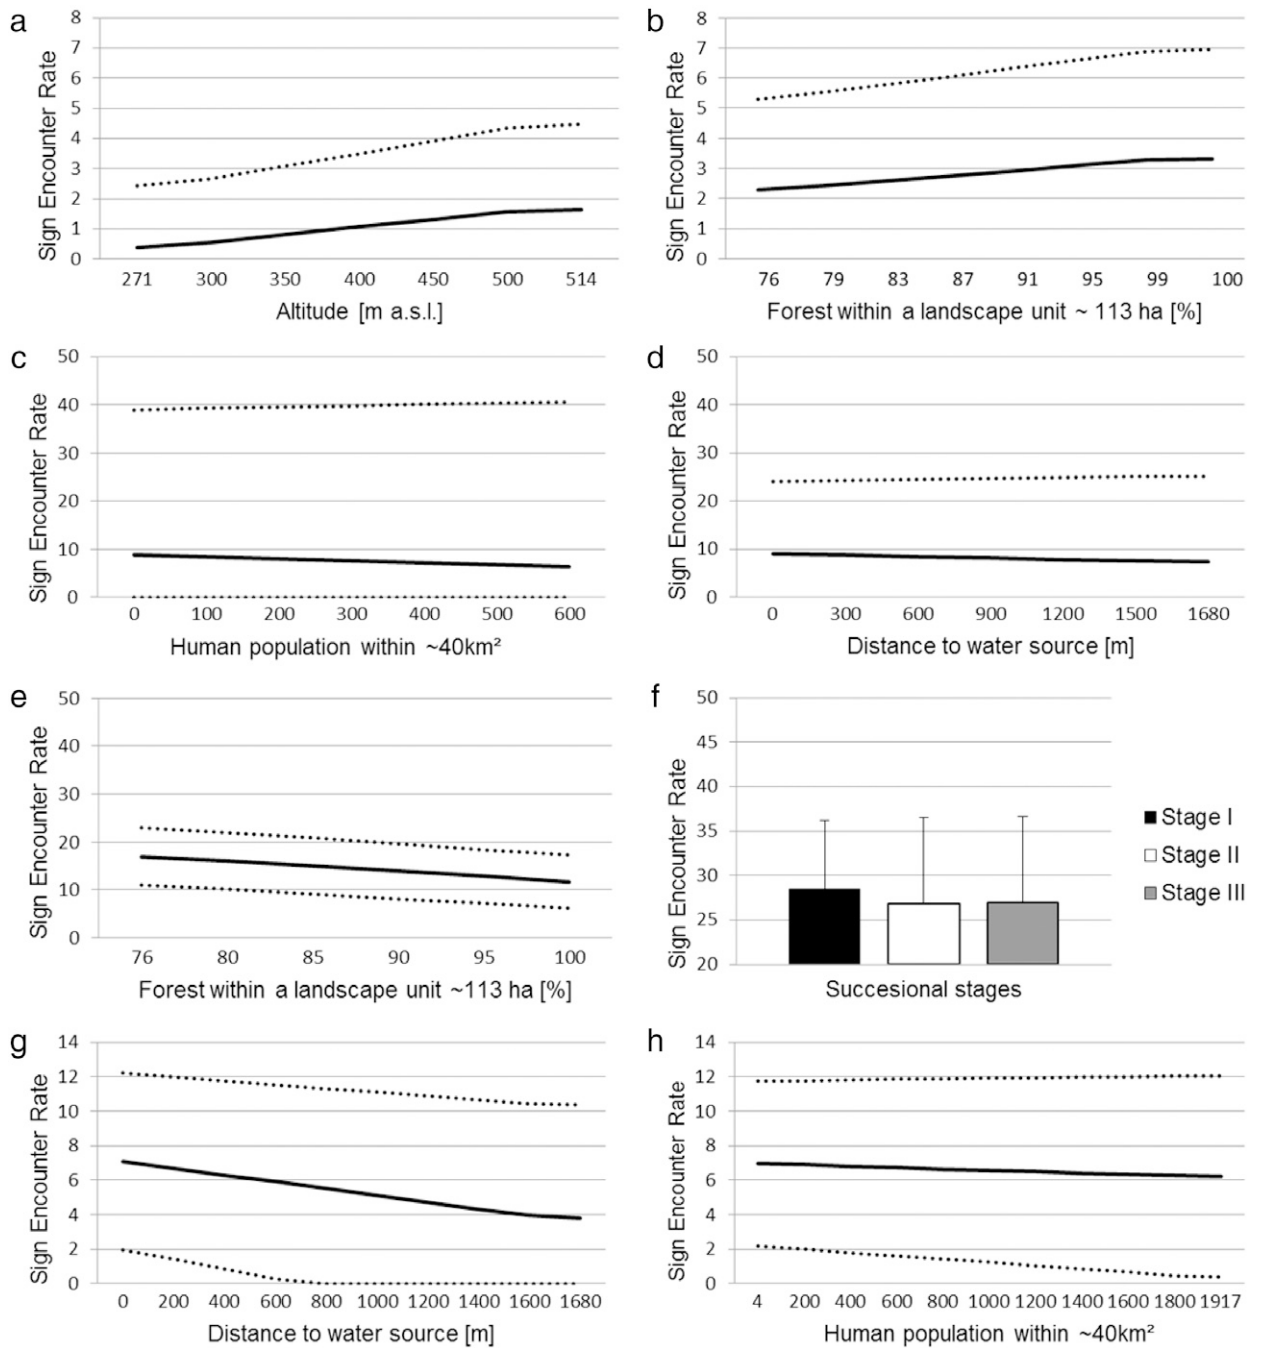 a
Sign Encounter Rate
8
7
6
5
4
3
2
1
0
271 300 350 400 450 500 514
Altitude [m a.s.l.]
b
Sign Encounter Rate
8
7
6
5
4
3
2
1
0
76 79 83 87 91 95 99 100
Forest within a landscape unit ~ 113 ha [%]
c
Sign Encounter Rate
50
40
30
20
10
0
0 100 200 300 400 500 600
Human population within ~40km²
d
Sign Encounter Rate
50
40
30
20
10
0
0 300 600 900 1200 1500 1680
Distance to water source [m]
e
Sign Encounter Rate
50
40
30
20
10
0
76 80 85 90 95 100
Forest within a landscape unit ~113 ha [%]
f
Sign Encounter Rate
50
45
40
35
30
25
20
Succesional stages
Stage I
Stage II
Stage III
g
Sign Encounter Rate
14
12
10
8
6
4
2
0
0 200 400 600 800 1000 1200 1400 1600 1680
Distance to water source [m]
h
Sign Encounter Rate
14
12
10
8
6
4
2
0
4 200 400 600 800 1000 1200 1400 1600 1800 1917
Human population within ~40km²